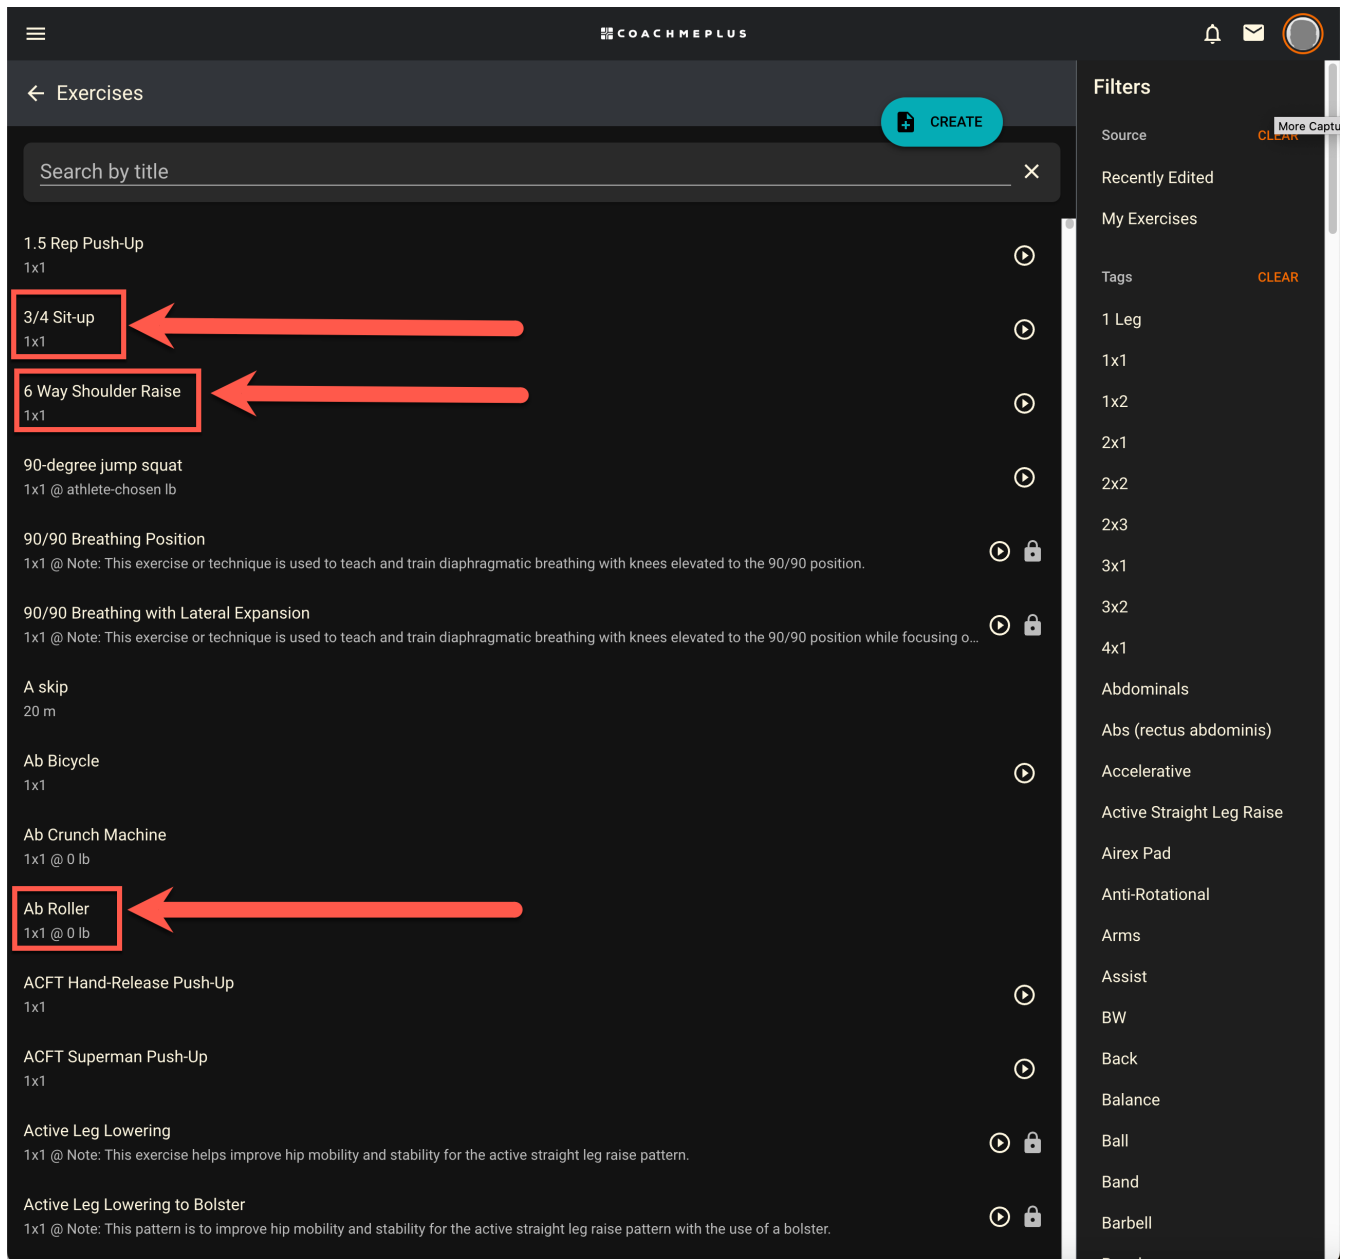 COACHMEPLUS
Exercises
CREATE
Search by title
1.5 Rep Push-Up
1x1
3/4 Sit-up
1x1
6 Way Shoulder Raise
1x1
90-degree jump squat
1x1 @ athlete-chosen lb
90/90 Breathing Position
1x1 @ Note: This exercise or technique is used to teach and train diaphragmatic breathing with knees elevated to the 90/90 position.
90/90 Breathing with Lateral Expansion
1x1 @ Note: This exercise or technique is used to teach and train diaphragmatic breathing with knees elevated to the 90/90 position while focusing o...
A skip
20 m
Ab Bicycle
1x1
Ab Crunch Machine
1x1 @ 0 lb
Ab Roller
1x1 @ 0 lb
ACFT Hand-Release Push-Up
1x1
ACFT Superman Push-Up
1x1
Active Leg Lowering
1x1 @ Note: This exercise helps improve hip mobility and stability for the active straight leg raise pattern.
Active Leg Lowering to Bolster
1x1 @ Note: This pattern is to improve hip mobility and stability for the active straight leg raise pattern with the use of a bolster.
Filters
More Captu
Source CLEAR
Recently Edited
My Exercises
Tags CLEAR
1 Leg
1x1
1x2
2x1
2x2
2x3
3x1
3x2
4x1
Abdominals
Abs (rectus abdominis)
Accelerative
Active Straight Leg Raise
Airex Pad
Anti-Rotational
Arms
Assist
BW
Back
Balance
Ball
Band
Barbell